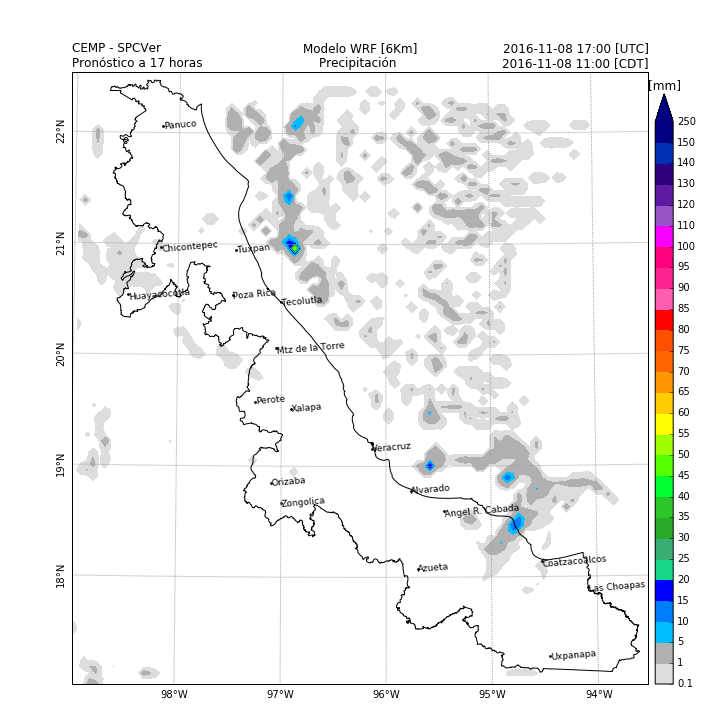 CEMP - SPCVer Modelo WRF [6Km] 2016-11-08 17:00 [UTC]
Pronóstico a 17 horas Precipitación 2016-11-08 11:00 [CDT]
[mm]
250
150
140
130
120
110
100
95
90
85
80
75
70
65
60
55
50
45
40
35
30
25
20
15
10
5
1
0.1
22°N
21°N
20°N
19°N
18°N
Panuco
Chicontepec
Tuxpan
Huayacocotla
Poza Rica
Tecolutla
Mtz de la Torre
Perote
Xalapa
Veracruz
Orizaba
Alvarado
Zongolica
Angel R. Cabada
Azueta
Coatzacoalcos
Las Choapas
Uxpanapa
98°W 97°W 96°W 95°W 94°W